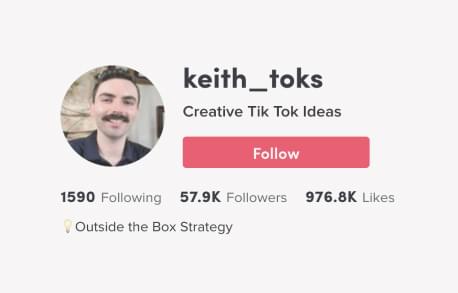 keith_toks
Creative Tik Tok Ideas
Follow
1590 Following 57.9K Followers 976.8K Likes
💡Outside the Box Strategy